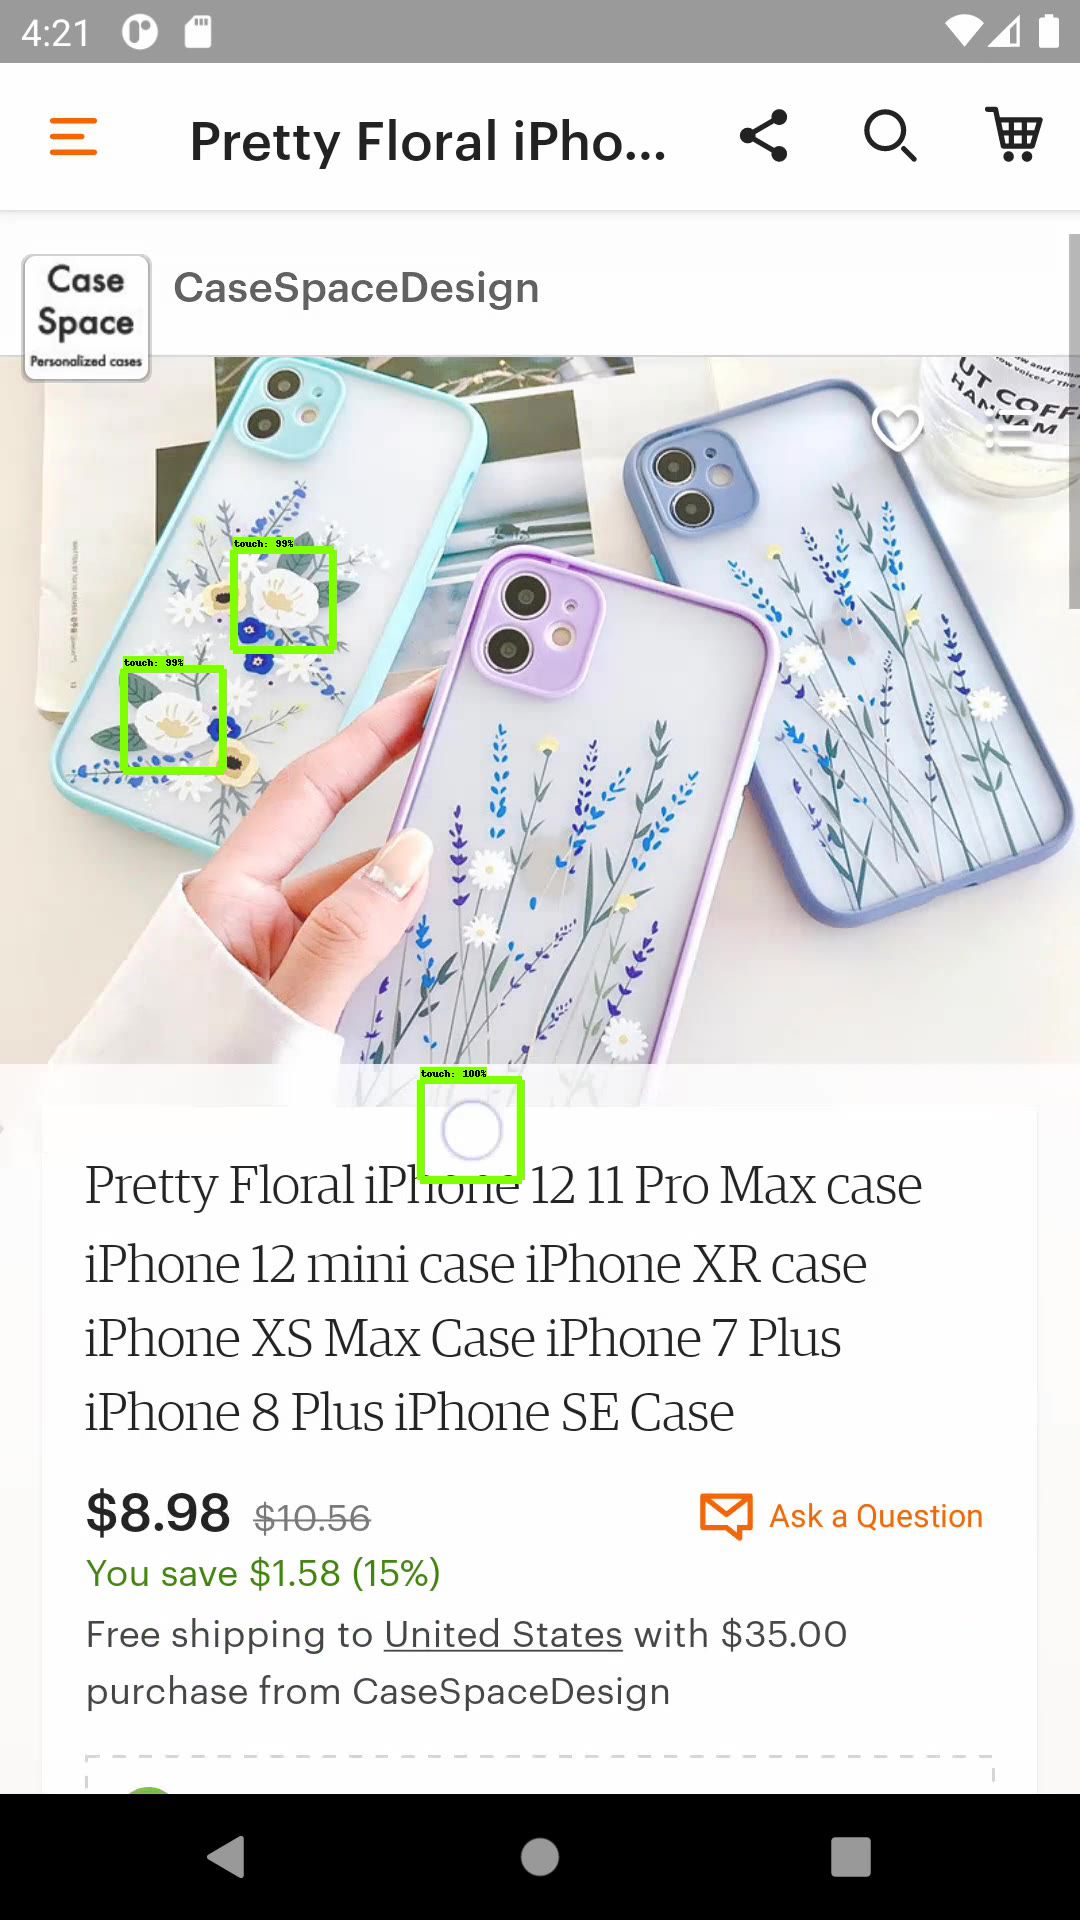 4:21
Pretty Floral iPho...
Case
Space
Personalized cases
CaseSpaceDesign
UT COFF
HANNAM
touch: 99%
touch: 99%
touch: 100%
Pretty Floral iPhone 12 11 Pro Max case
iPhone 12 mini case iPhone XR case
iPhone XS Max Case iPhone 7 Plus
iPhone 8 Plus iPhone SE Case
$8.98 $10.56
Ask a Question
You save $1.58 (15%)
Free shipping to United States with $35.00
purchase from CaseSpaceDesign